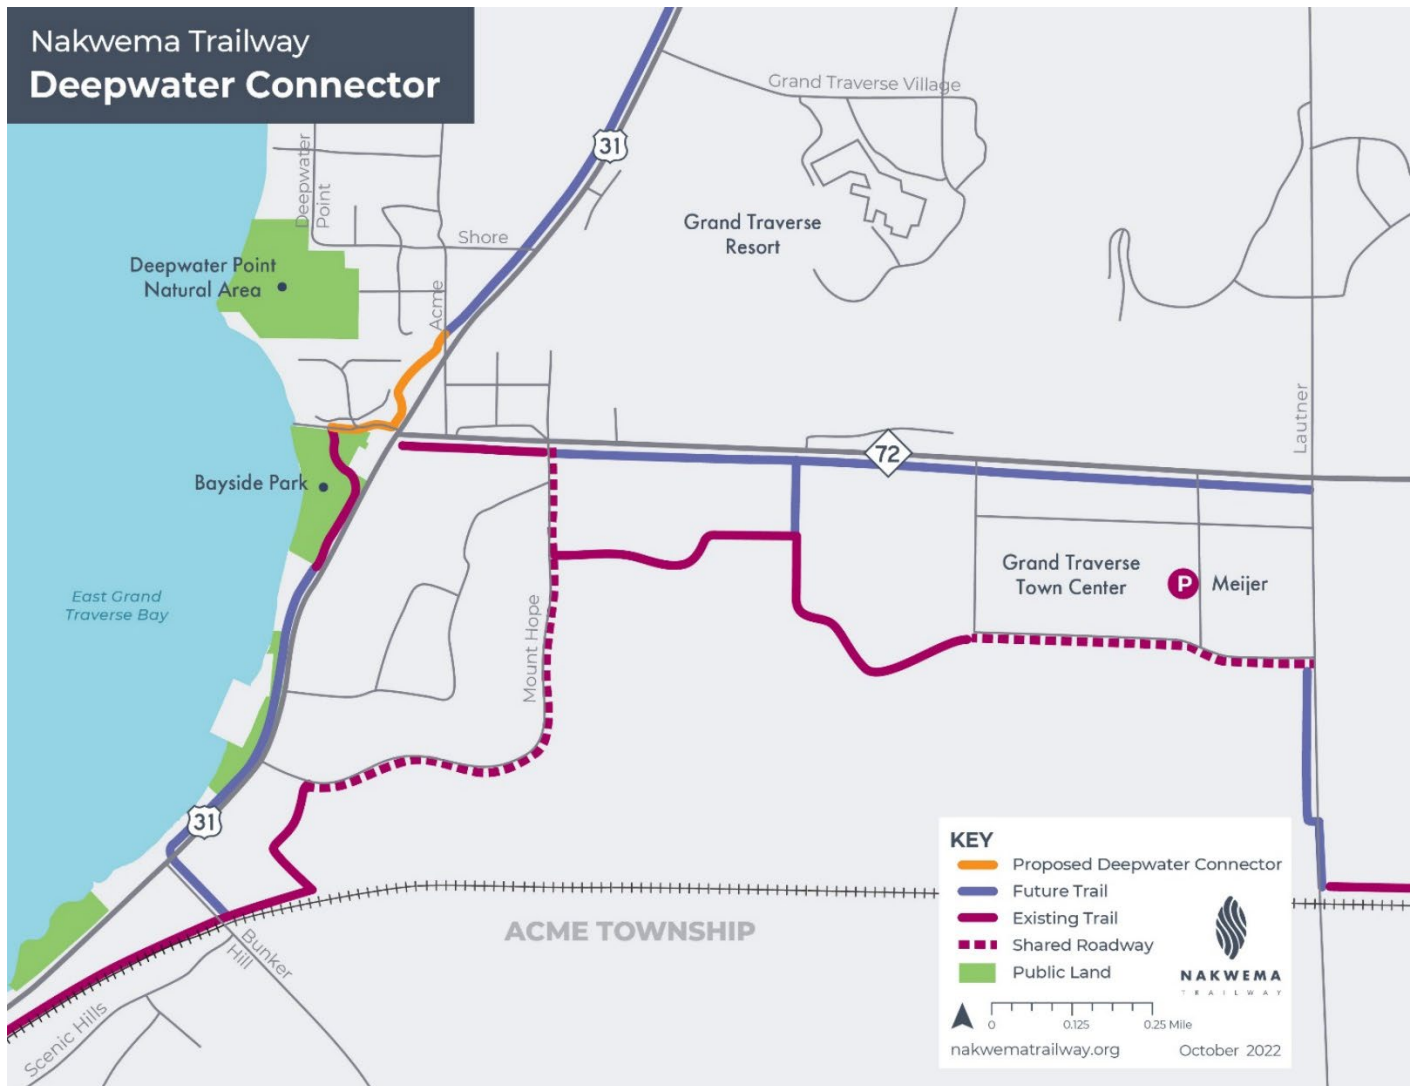 Nakwema Trailway
Deepwater Connector
Grand Traverse Village
31
Deepwater
Point
Shore
Grand Traverse
Resort
Deepwater Point
Natural Area
Acme
Lautner
72
Bayside Park
Grand Traverse
Town Center
P
Meijer
East Grand
Traverse Bay
Mount Hope
31
KEY
Proposed Deepwater Connector
Future Trail
Existing Trail
Shared Roadway
Public Land
NAKWEMA
TRAILWAY
0
0.125
0.25 Mile
nakwematrailway.org
October 2022
ACME TOWNSHIP
Bunker
Hill
Scenic Hills